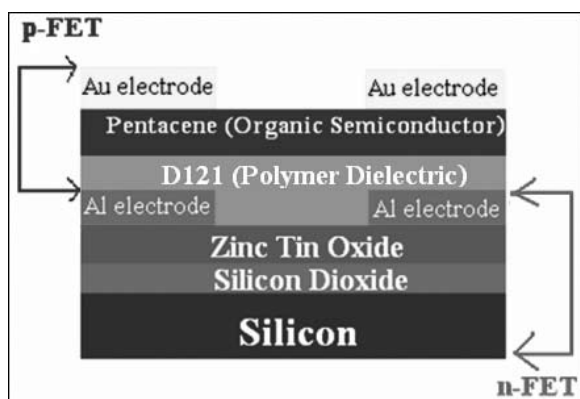 p-FET
Au electrode Au electrode
Pentacene (Organic Semiconductor)
D121 (Polymer Dielectric)
Al electrode Al electrode
Zinc Tin Oxide
Silicon Dioxide
Silicon
n-FET